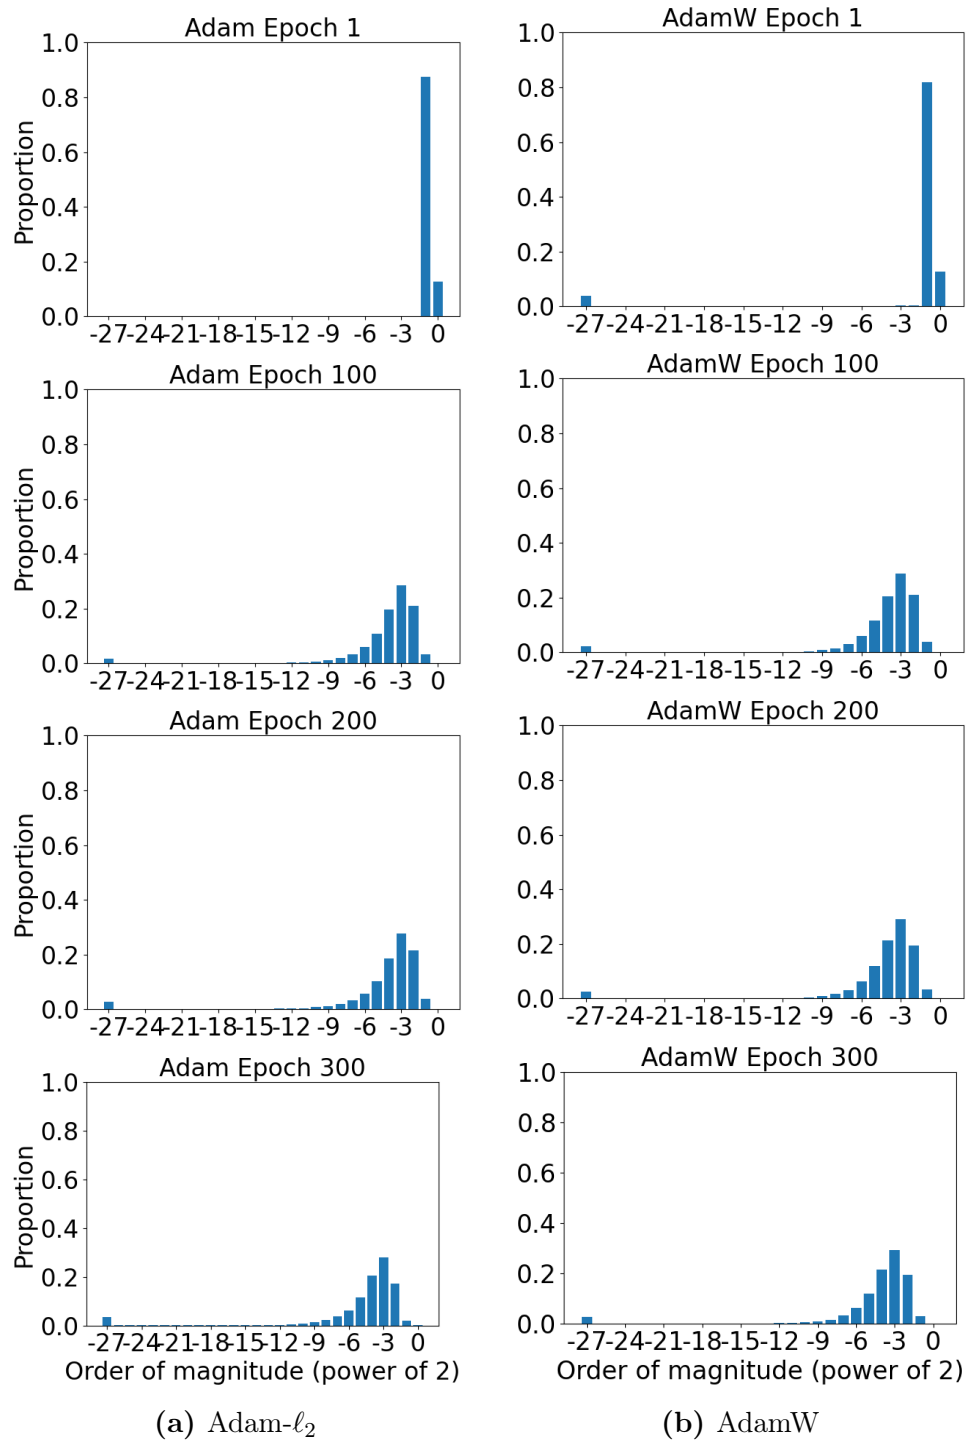 Adam Epoch 1
1.0
0.8
0.6
0.4
0.2
0.0
Proportion
-27 -24 -21 -18 -15 -12 -9 -6 -3 0
AdamW Epoch 1
1.0
0.8
0.6
0.4
0.2
0.0
-27 -24 -21 -18 -15 -12 -9 -6 -3 0
Adam Epoch 100
1.0
0.8
0.6
0.4
0.2
0.0
Proportion
-27 -24 -21 -18 -15 -12 -9 -6 -3 0
AdamW Epoch 100
1.0
0.8
0.6
0.4
0.2
0.0
-27 -24 -21 -18 -15 -12 -9 -6 -3 0
Adam Epoch 200
1.0
0.8
0.6
0.4
0.2
0.0
Proportion
-27 -24 -21 -18 -15 -12 -9 -6 -3 0
AdamW Epoch 200
1.0
0.8
0.6
0.4
0.2
0.0
-27 -24 -21 -18 -15 -12 -9 -6 -3 0
Adam Epoch 300
1.0
0.8
0.6
0.4
0.2
0.0
Proportion
-27 -24 -21 -18 -15 -12 -9 -6 -3 0
Order of magnitude (power of 2)
AdamW Epoch 300
1.0
0.8
0.6
0.4
0.2
0.0
-27 -24 -21 -18 -15 -12 -9 -6 -3 0
Order of magnitude (power of 2)
(a) Adam-ℓ₂
(b) AdamW